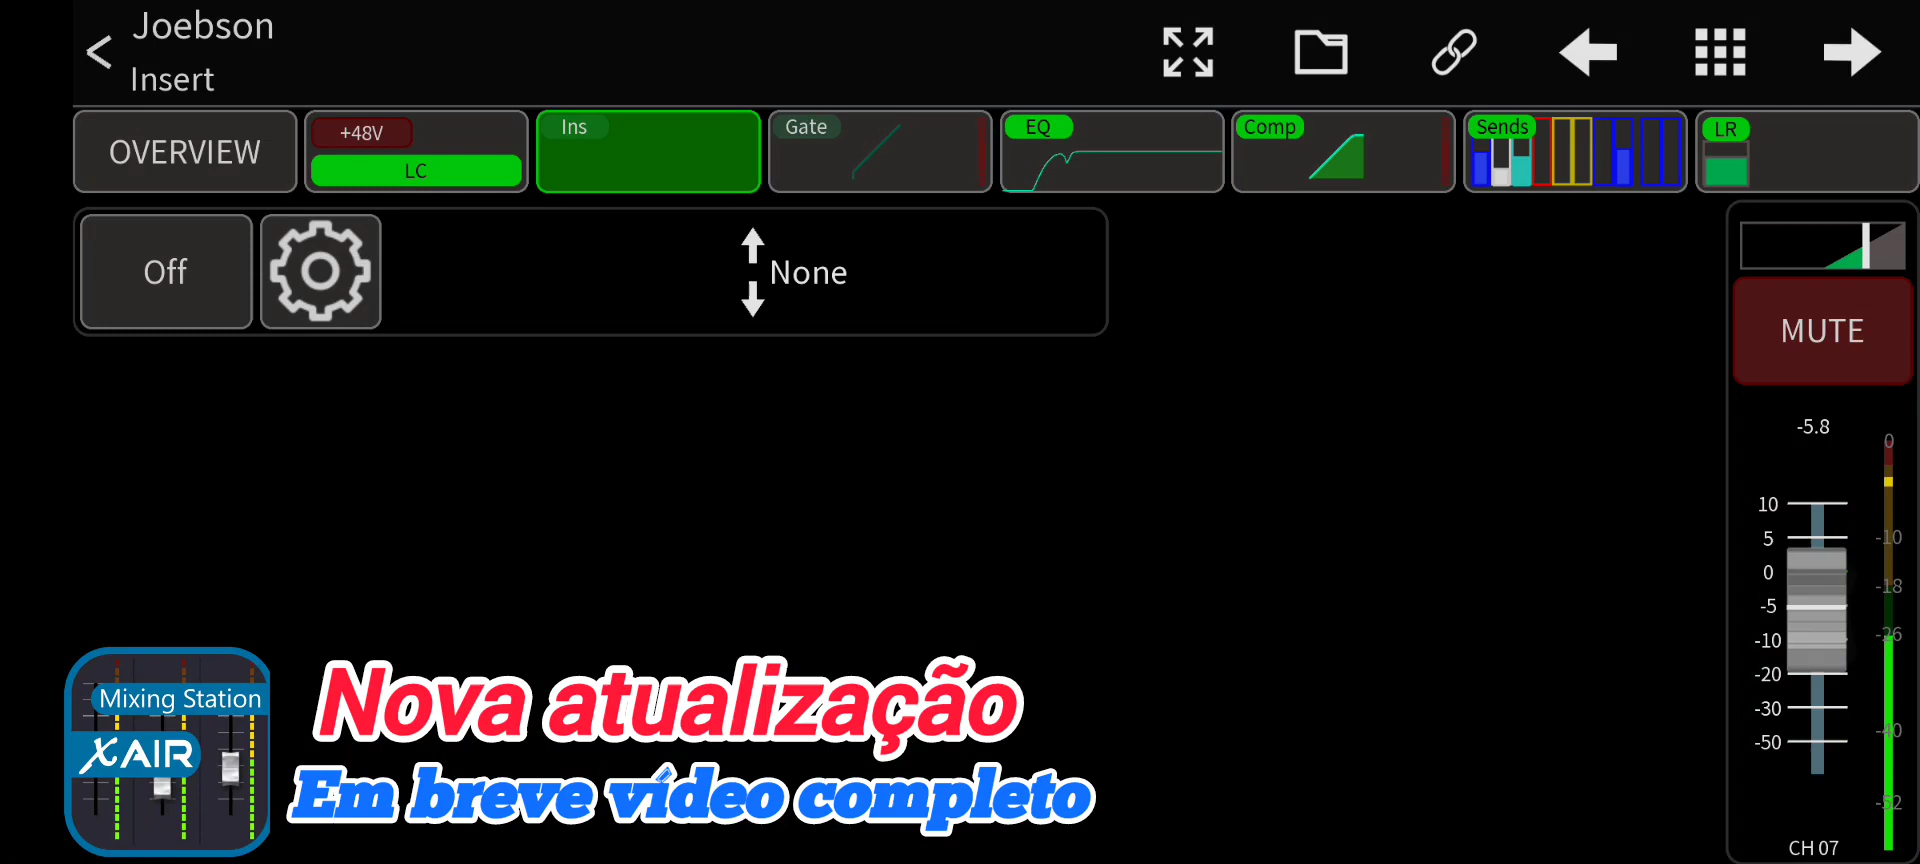 Joebson
Insert
OVERVIEW
+48V
LC
Ins
Gate
EQ
Comp
Sends
LR
Off
None
MUTE
-5.8
0
10
5
0
-5
-10
-20
-30
-50
-10
-18
-26
-40
-52
CH 07
Mixing Station
XAIR
Nova atualização
Em breve vídeo completo